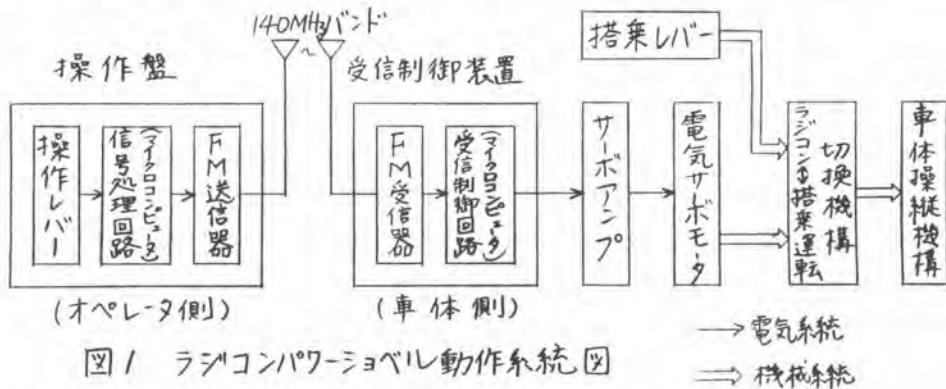 140MHzバンド
操作盤
操作レバー
信号処理回路
(マイクロコンピュータ)
FM送信器
(オペレータ側)
受信制御装置
FM受信器
受信制御回路
(マイクロコンピュータ)
(車体側)
サーボアンプ
電気サーボモータ
搭乗レバー
ラジコン⇔搭乗運転
切換機構
車体操縦機構
→電気系統
⇒機械系統
図1 ラジコンパワーショベル動作系統図